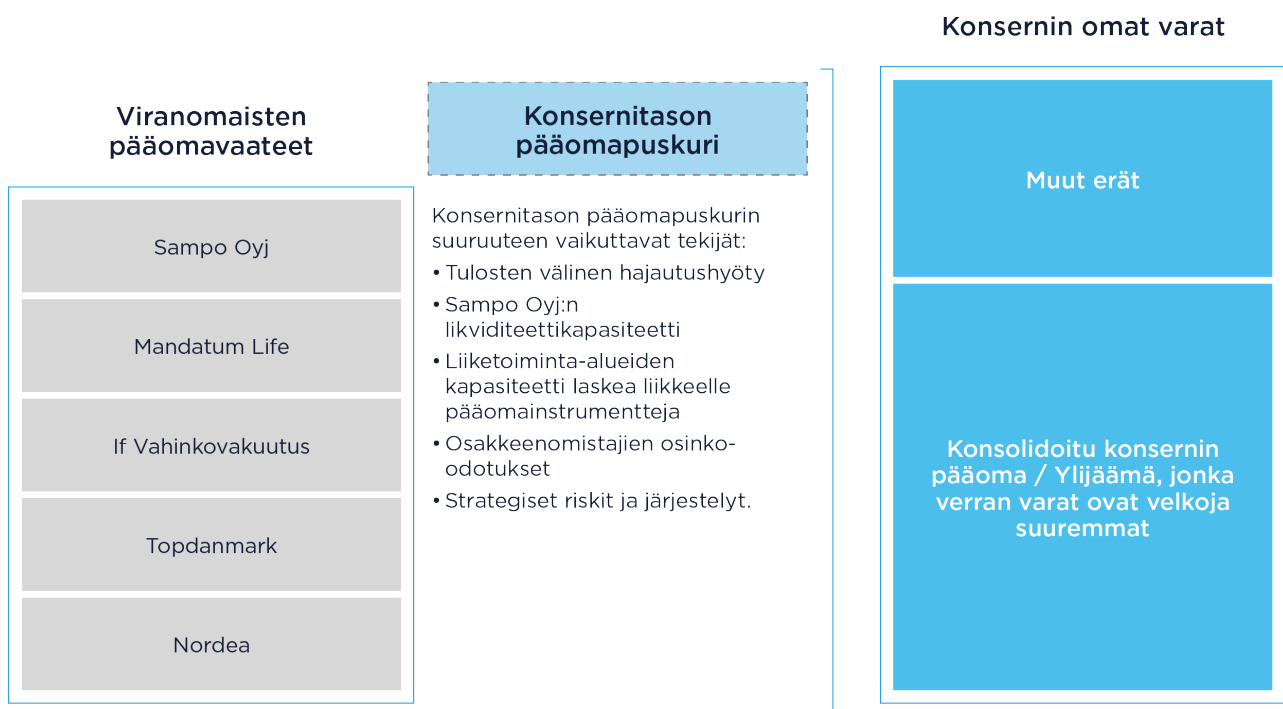 Konsernin omat varat
Viranomaisten
pääomavaateet
Sampo Oyj
Mandatum Life
If Vahinkovakuutus
Topdanmark
Nordea
Konsernitason
pääomapuskuri
Konsernitason pääomapuskurin
suuruuteen vaikuttavat tekijät:
• Tulosten välinen hajautushyöty
• Sampo Oyj:n
likviditeettikapasiteetti
• Liiketoiminta-alueiden
kapasiteetti laskea liikkeelle
pääomainstrumentteja
• Osakkeenomistajien osinko-
odotukset
• Strategiset riskit ja järjestelyt.
Muut erät
Konsolidoitu konsernin
pääoma / Ylijäämä, jonka
verran varat ovat velkoja
suuremmat